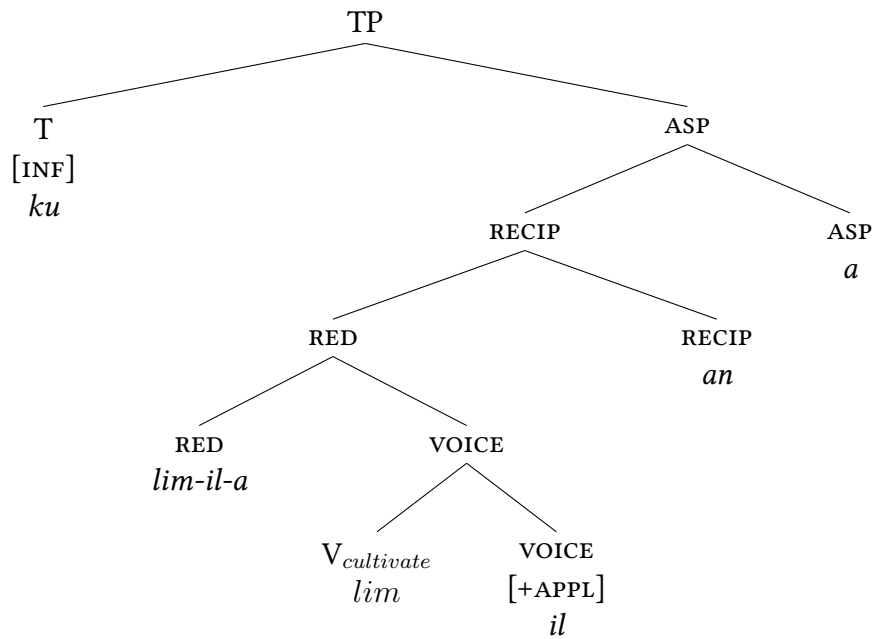 TP
T ASP
[INF]
ku RECIP ASP
a
RED RECIP
an
RED VOICE
lim-il-a
V_cultivate VOICE
lim [+APPL]
il